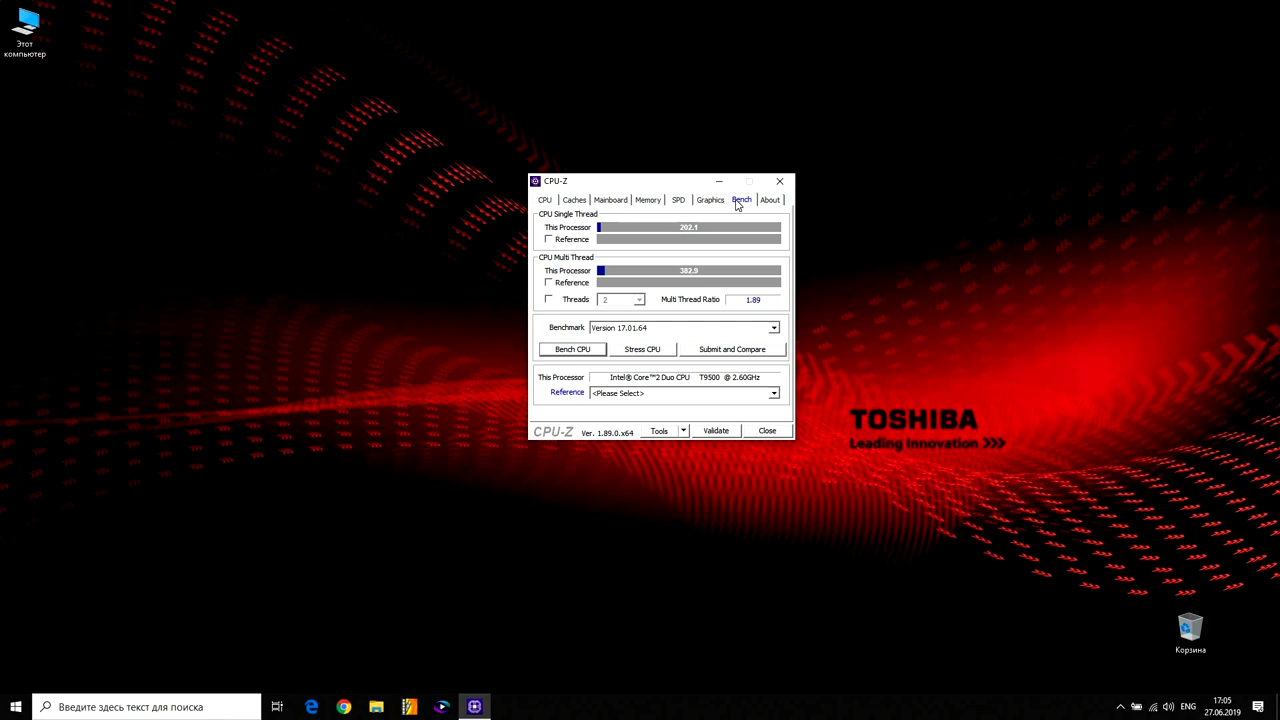 Этот
компьютер
CPU-Z
CPU Caches Mainboard Memory SPD Graphics Bench About
CPU Single Thread
This Processor 202.1
Reference
CPU Multi Thread
This Processor 382.9
Reference
Threads 2 Multi Thread Ratio 1.89
Benchmark Version 17.01.64
Bench CPU Stress CPU Submit and Compare
This Processor Intel® Core™2 Duo CPU T9500 @ 2.60GHz
Reference <Please Select>
CPU-Z Ver. 1.89.0.x64 Tools Validate Close
TOSHIBA
Leading Innovation >>>
Корзина
Введите здесь текст для поиска
ENG
17:05
27.06.2019